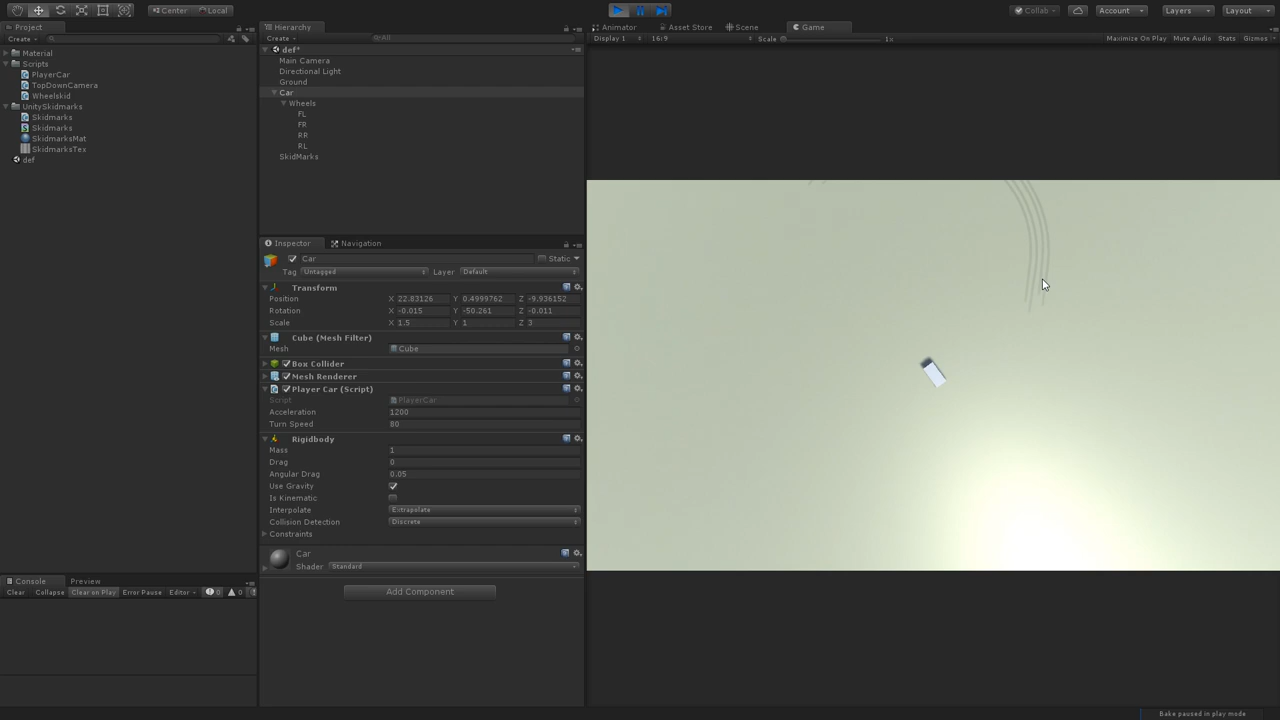 Center Local Collab Account Layers Layout
Project Hierarchy Animator Asset Store Scene Game
Create Create All Display 1 16:9 Scale 1x Maximize On Play Mute Audio Stats Gizmos
def*
Material
Scripts
PlayerCar
TopDownCamera
Wheelskid
UnitySkidmarks
Skidmarks
Skidmarks
SkidmarksMat
SkidmarksTex
def
Main Camera
Directional Light
Ground
Car
Wheels
FL
FR
RR
RL
SkidMarks
Inspector Navigation
Car Static
Tag Untagged Layer Default
Transform
Position X 22.83126 Y 0.4999762 Z -9.936152
Rotation X -0.015 Y -50.261 Z -0.011
Scale X 1.5 Y 1 Z 3
Cube (Mesh Filter)
Mesh Cube
Box Collider
Mesh Renderer
Player Car (Script)
Script PlayerCar
Acceleration 1200
Turn Speed 80
Rigidbody
Mass 1
Drag 0
Angular Drag 0.05
Use Gravity
Is Kinematic
Interpolate Extrapolate
Collision Detection Discrete
Constraints
Car
Shader Standard
Add Component
Console Preview
Clear Collapse Clear on Play Error Pause Editor 0 0
Bake paused in play mode